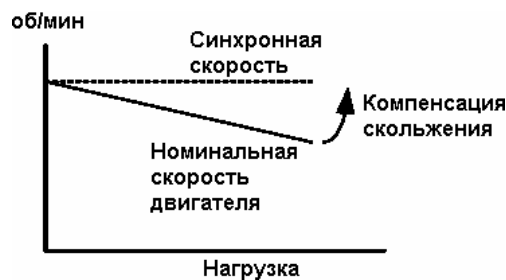 об/мин
Синхронная
скорость
Компенсация
скольжения
Номинальная
скорость
двигателя
Нагрузка